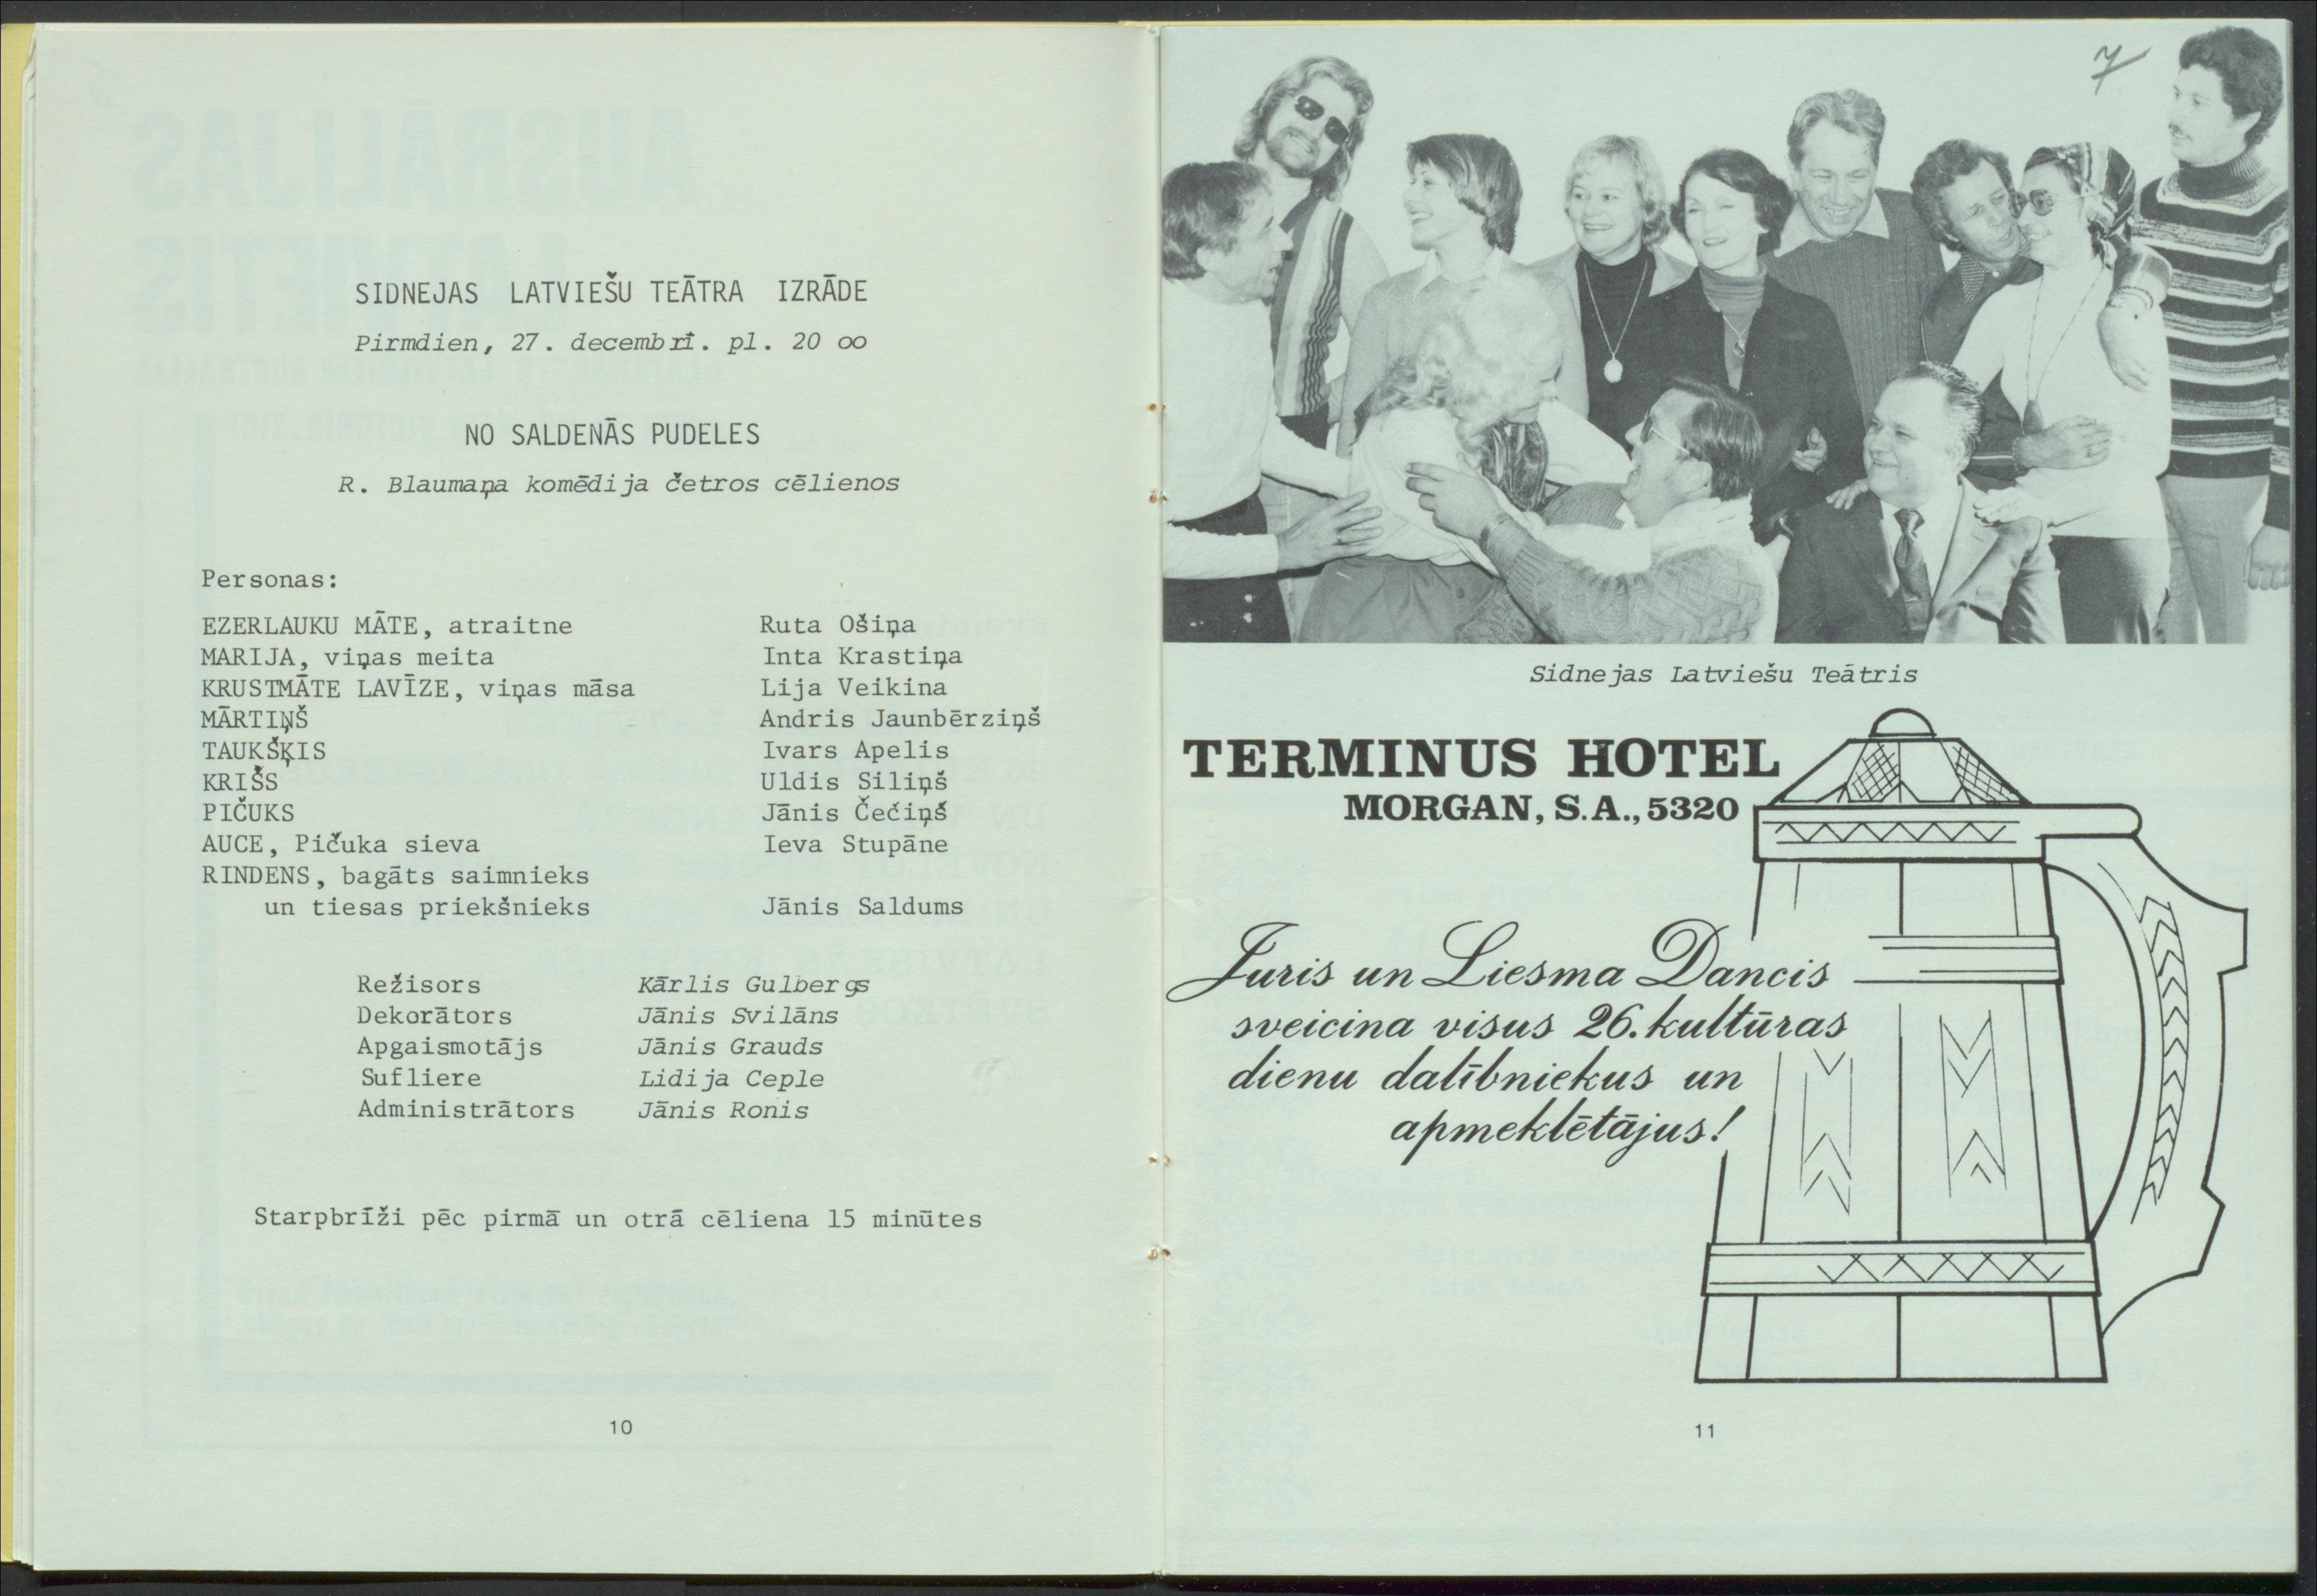 SIDNEJAS LATVIEŠU TEĀTRA IZRĀDE
Pirmdien, 27. decembrī. pl. 20 oo
NO SALDENĀS PUDELES
R. Blaumaņa komēdija četros cēlienos
Personas:
EZERLAUKU MĀTE, atraitne Ruta Ošiņa
MARIJA, viņas meita Inta Krastiņa
KRUSTMĀTE LAVĪZE, viņas māsa Lija Veikina
MĀRTIŅŠ Andris Jaunbērziņš
TAUKŠĶIS Ivars Apelis
KRIŠS Uldis Siliņš
PIČUKS Jānis Čečiņš
AUCE, Pičuka sieva Ieva Stupāne
RINDENS, bagāts saimnieks
un tiesas priekšnieks Jānis Saldums
Režisors Kārlis Gulbergs
Dekorātors Jānis Svilāns
Apgaismotājs Jānis Grauds
Sufliere Lidija Ceple
Administrātors Jānis Ronis
Starpbrīži pēc pirmā un otrā cēliena 15 minūtes
10
7
Sidnejas Latviešu Teātris
TERMINUS HOTEL
MORGAN, S.A., 5320
Juris un Liesma Dancis
sveicina visus 26. kultūras
dienu dalībniekus un
apmeklētājus!
11